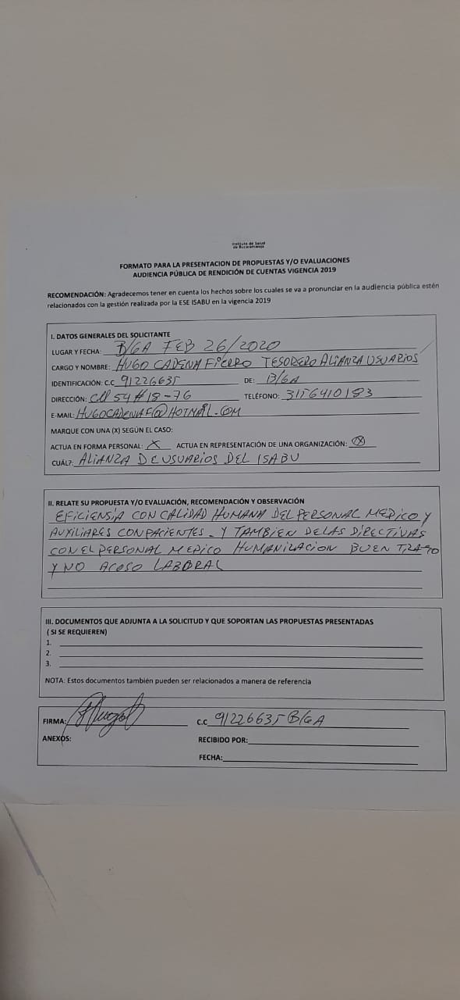 Instituto de Salud
de Bucaramanga
FORMATO PARA LA PRESENTACION DE PROPUESTAS Y/O EVALUACIONES
AUDIENCIA PÚBLICA DE RENDICIÓN DE CUENTAS VIGENCIA 2019
RECOMENDACIÓN: Agradecemos tener en cuenta los hechos sobre los cuales se va a pronunciar en la audiencia pública estén
relacionados con la gestión realizada por la ESE ISABU en la vigencia 2019
I. DATOS GENERALES DEL SOLICITANTE
LUGAR Y FECHA: B/GA FEB 26/2020
CARGO Y NOMBRE: HUGO CADENA FIERRO TESORERO ALIANZA USUARIOS
IDENTIFICACIÓN: C.C 91226635 DE: B/GA
DIRECCIÓN: Cll 54 # 18-76 TELÉFONO: 3156410183
E-MAIL: HUGOCADENAF@HOTMAIL.COM
MARQUE CON UNA (X) SEGÚN EL CASO:
ACTUA EN FORMA PERSONAL: X ACTUA EN REPRESENTACIÓN DE UNA ORGANIZACIÓN: X
CUÁL?: ALIANZA DE USUARIOS DEL ISABU
II. RELATE SU PROPUESTA Y/O EVALUACIÓN, RECOMENDACIÓN Y OBSERVACIÓN
EFICIENSIA CON CALIDAD HUMANA DEL PERSONAL MEDICO Y
AUXILIARES CON PACIENTES - Y TAMBIEN DE LAS DIRECTIVAS
CON EL PERSONAL MEDICO HUMANIZACION BUEN TRATO
Y NO ACOSO LABORAL
III. DOCUMENTOS QUE ADJUNTA A LA SOLICITUD Y QUE SOPORTAN LAS PROPUESTAS PRESENTADAS
( SI SE REQUIEREN)
1.
2.
3.
NOTA: Estos documentos también pueden ser relacionados a manera de referencia
FIRMA: C.C 91226635 B/GA
ANEXOS: RECIBIDO POR:
FECHA: